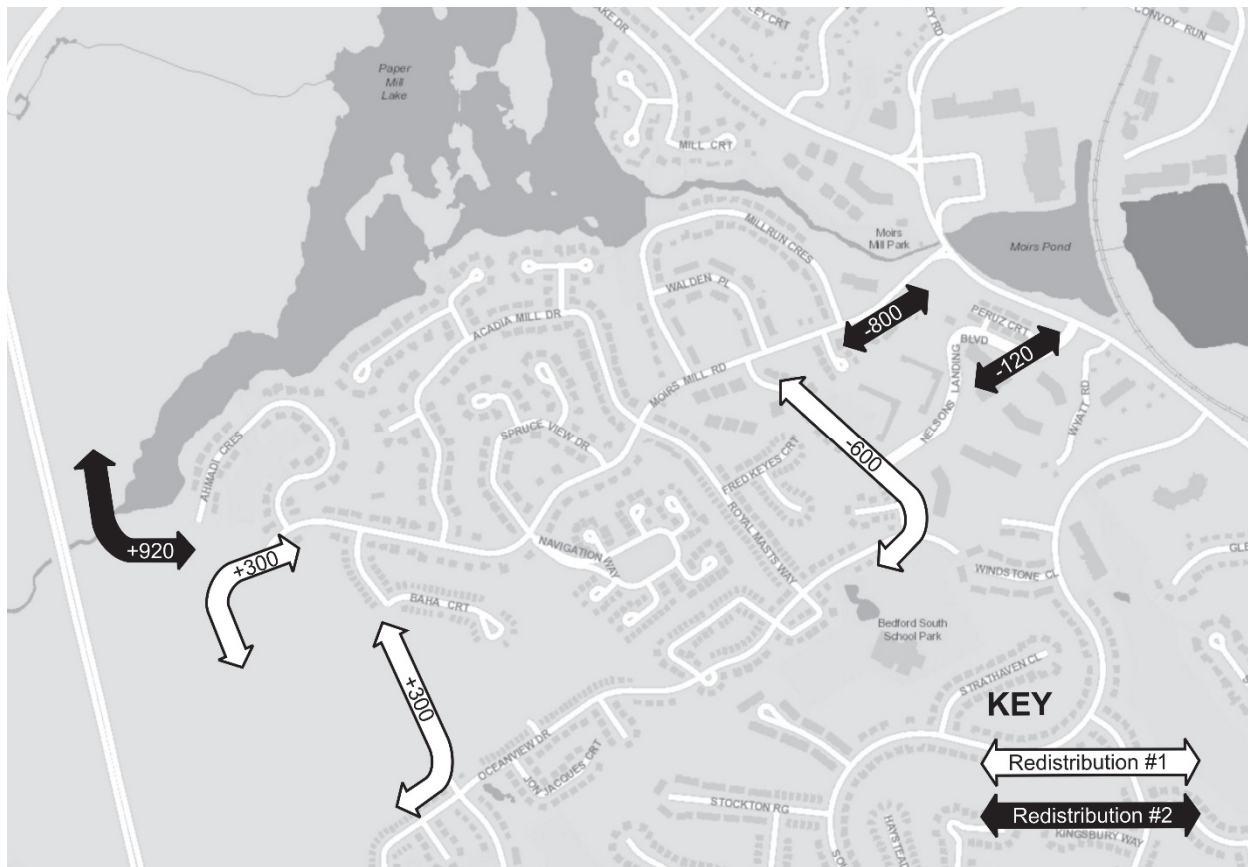 CONVOY RUN
Paper
Mill
Lake
MILL CRT
Moirs
Mill Park
Moirs Pond
MILLRUN CRES
WALDEN PL
ACADIA MILL DR
-800
PERUZ CRT
BLVD
-120
NELSONS LANDING
WYATT RD
MOIRS MILL RD
SPRUCE VIEW DR
-600
FRED KEYES CRT
AHMADI CRES
ROYAL MASTS WAY
+920
+300
NAVIGATION WAY
WINDSTONE CL
BAHA CRT
Bedford South
School Park
STRATHAVEN CL
+300
KEY
OCEANVIEW DR
JON JACQUES CRT
Redistribution #1
STOCKTON RG
Redistribution #2
KINGSBURY WAY